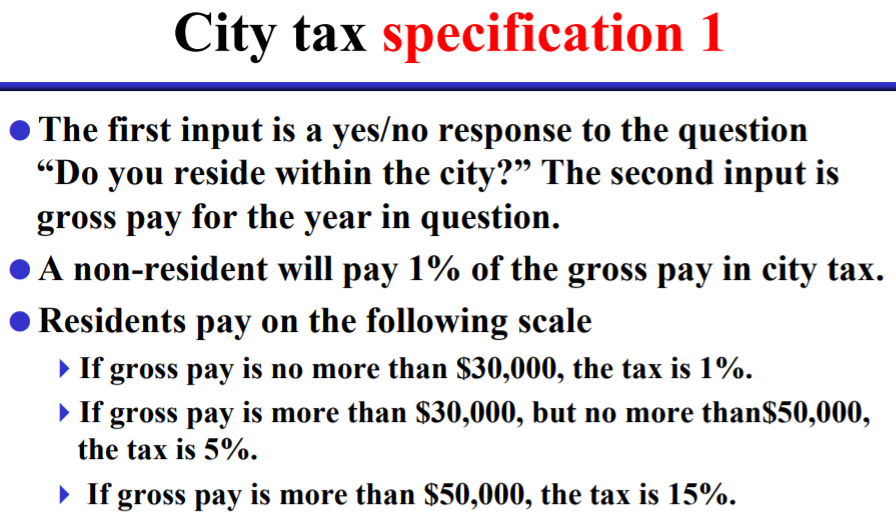 City tax specification 1
The first input is a yes/no response to the question
“Do you reside within the city?” The second input is
gross pay for the year in question.
A non-resident will pay 1% of the gross pay in city tax.
Residents pay on the following scale
If gross pay is no more than $30,000, the tax is 1%.
If gross pay is more than $30,000, but no more than$50,000,
the tax is 5%.
If gross pay is more than $50,000, the tax is 15%.